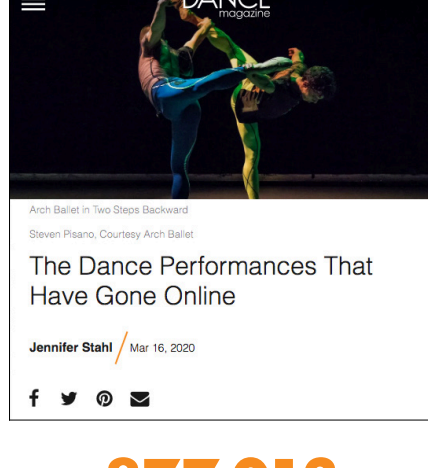 DANCE
magazine
Arch Ballet in Two Steps Backward
Steven Pisano, Courtesy Arch Ballet
The Dance Performances That
Have Gone Online
Jennifer Stahl / Mar 16, 2020